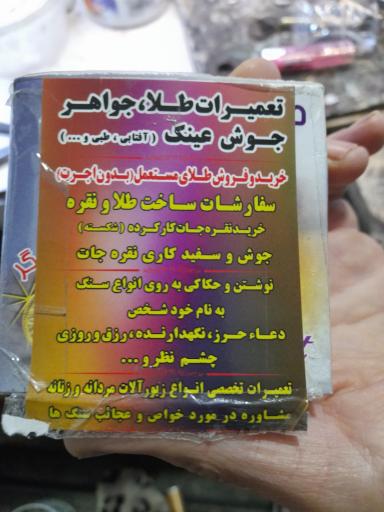 تعمیرات طلا، جواهر
جوش عینک (آفتابی، طبی و ...)
خرید و فروش طلای مستعمل (بدون اجرت)
سفارشات ساخت طلا و نقره
خرید نقره جات کارکرده (شکسته)
جوش و سفید کاری نقره جات
نوشتن و حکاکی به روی انواع سنگ
به نام خود شخص
دعاء حرز، نگهدارنده، رزق و روزی
چشم نظر و ...
تعمیرات تخصصی انواع زیورآلات مردانه و زنانه
مشاوره در مورد خواص و عجائب سنگ ها